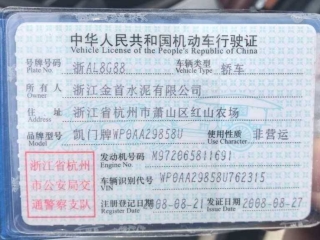 中华人民共和国机动车行驶证
Vehicle License of the People's Republic of China
号牌号码 浙AL8G88 车辆类型 轿车
Plate No. Vehicle Type
所有人 浙江金首水泥有限公司
Owner
住址 浙江省杭州市萧山区红山农场
Address
品牌型号 凯门牌WP0AA29858U 使用性质 非营运
Model Use Character
发动机号码 M97206S811691
Engine No.
车辆识别代号 WP0AA29858U762315
VIN
注册登记日期 2008-08-21 发证日期 2008-08-27
Register Date Issue Date
浙江省杭州
市公安局交
通警察支队